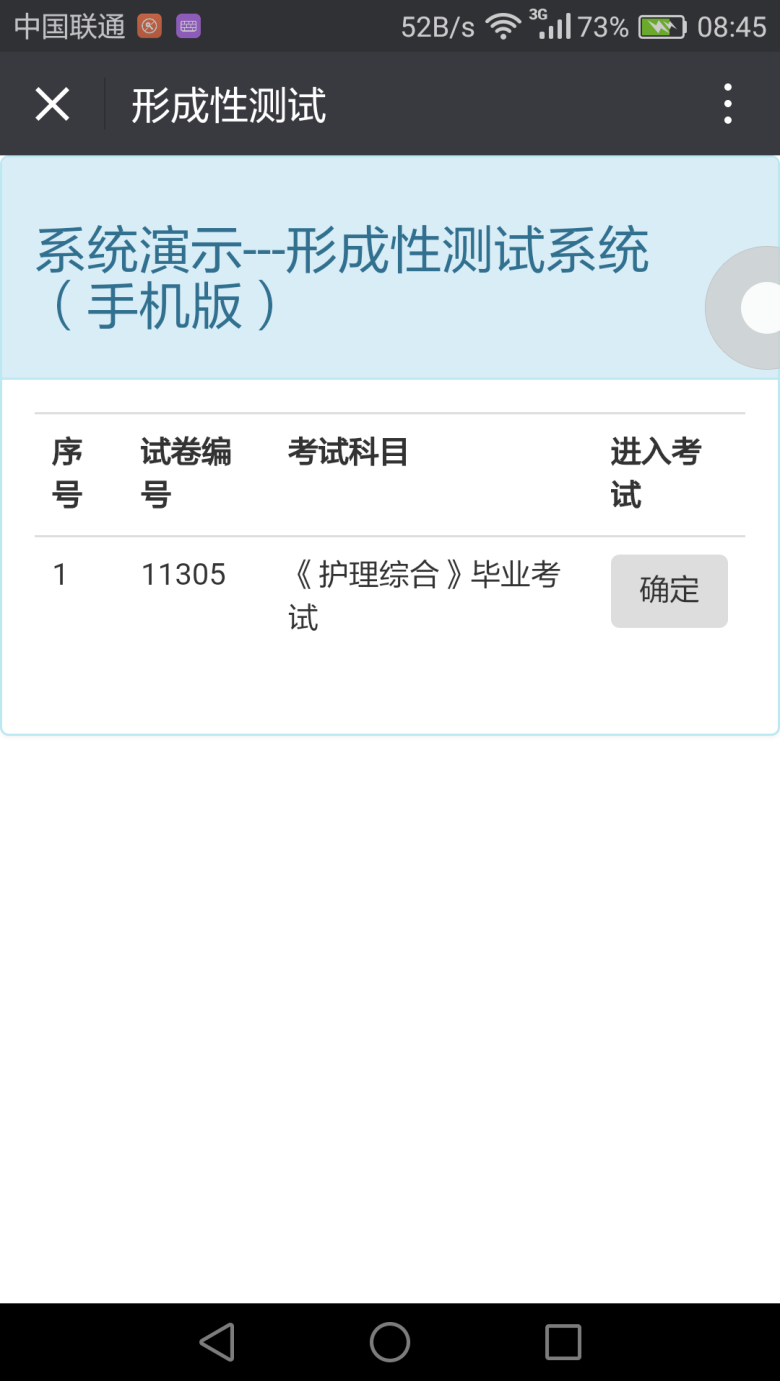 中国联通 52B/s 3G 73% 08:45
形成性测试
系统演示---形成性测试系统
（手机版）
序号 试卷编号 考试科目 进入考试
1 11305 《护理综合》毕业考试 确定